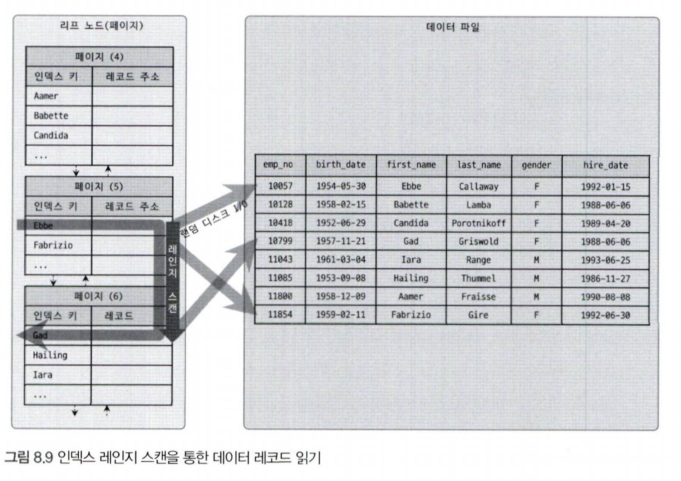 리프 노드(페이지)
페이지 (4)
인덱스 키 레코드 주소
Aamer
Babette
Candida
...
페이지 (5)
인덱스 키 레코드 주소
Ebbe
Fabrizio
...
페이지 (6)
인덱스 키 레코드
Gad
Hailing
Iara
...
레인지 스캔
랜덤 디스크 I/O
데이터 파일
emp_no birth_date first_name last_name gender hire_date
10057 1954-05-30 Ebbe Callaway F 1992-01-15
10128 1958-02-15 Babette Lamba F 1988-06-06
10418 1952-06-29 Candida Porotnikoff F 1989-04-20
10799 1957-11-21 Gad Griswold F 1988-06-06
11043 1961-03-04 Iara Range M 1993-06-25
11085 1953-09-08 Hailing Thummel M 1986-11-27
11800 1958-12-09 Aamer Fraisse M 1990-08-08
11854 1959-02-11 Fabrizio Gire F 1992-06-30
그림 8.9 인덱스 레인지 스캔을 통한 데이터 레코드 읽기